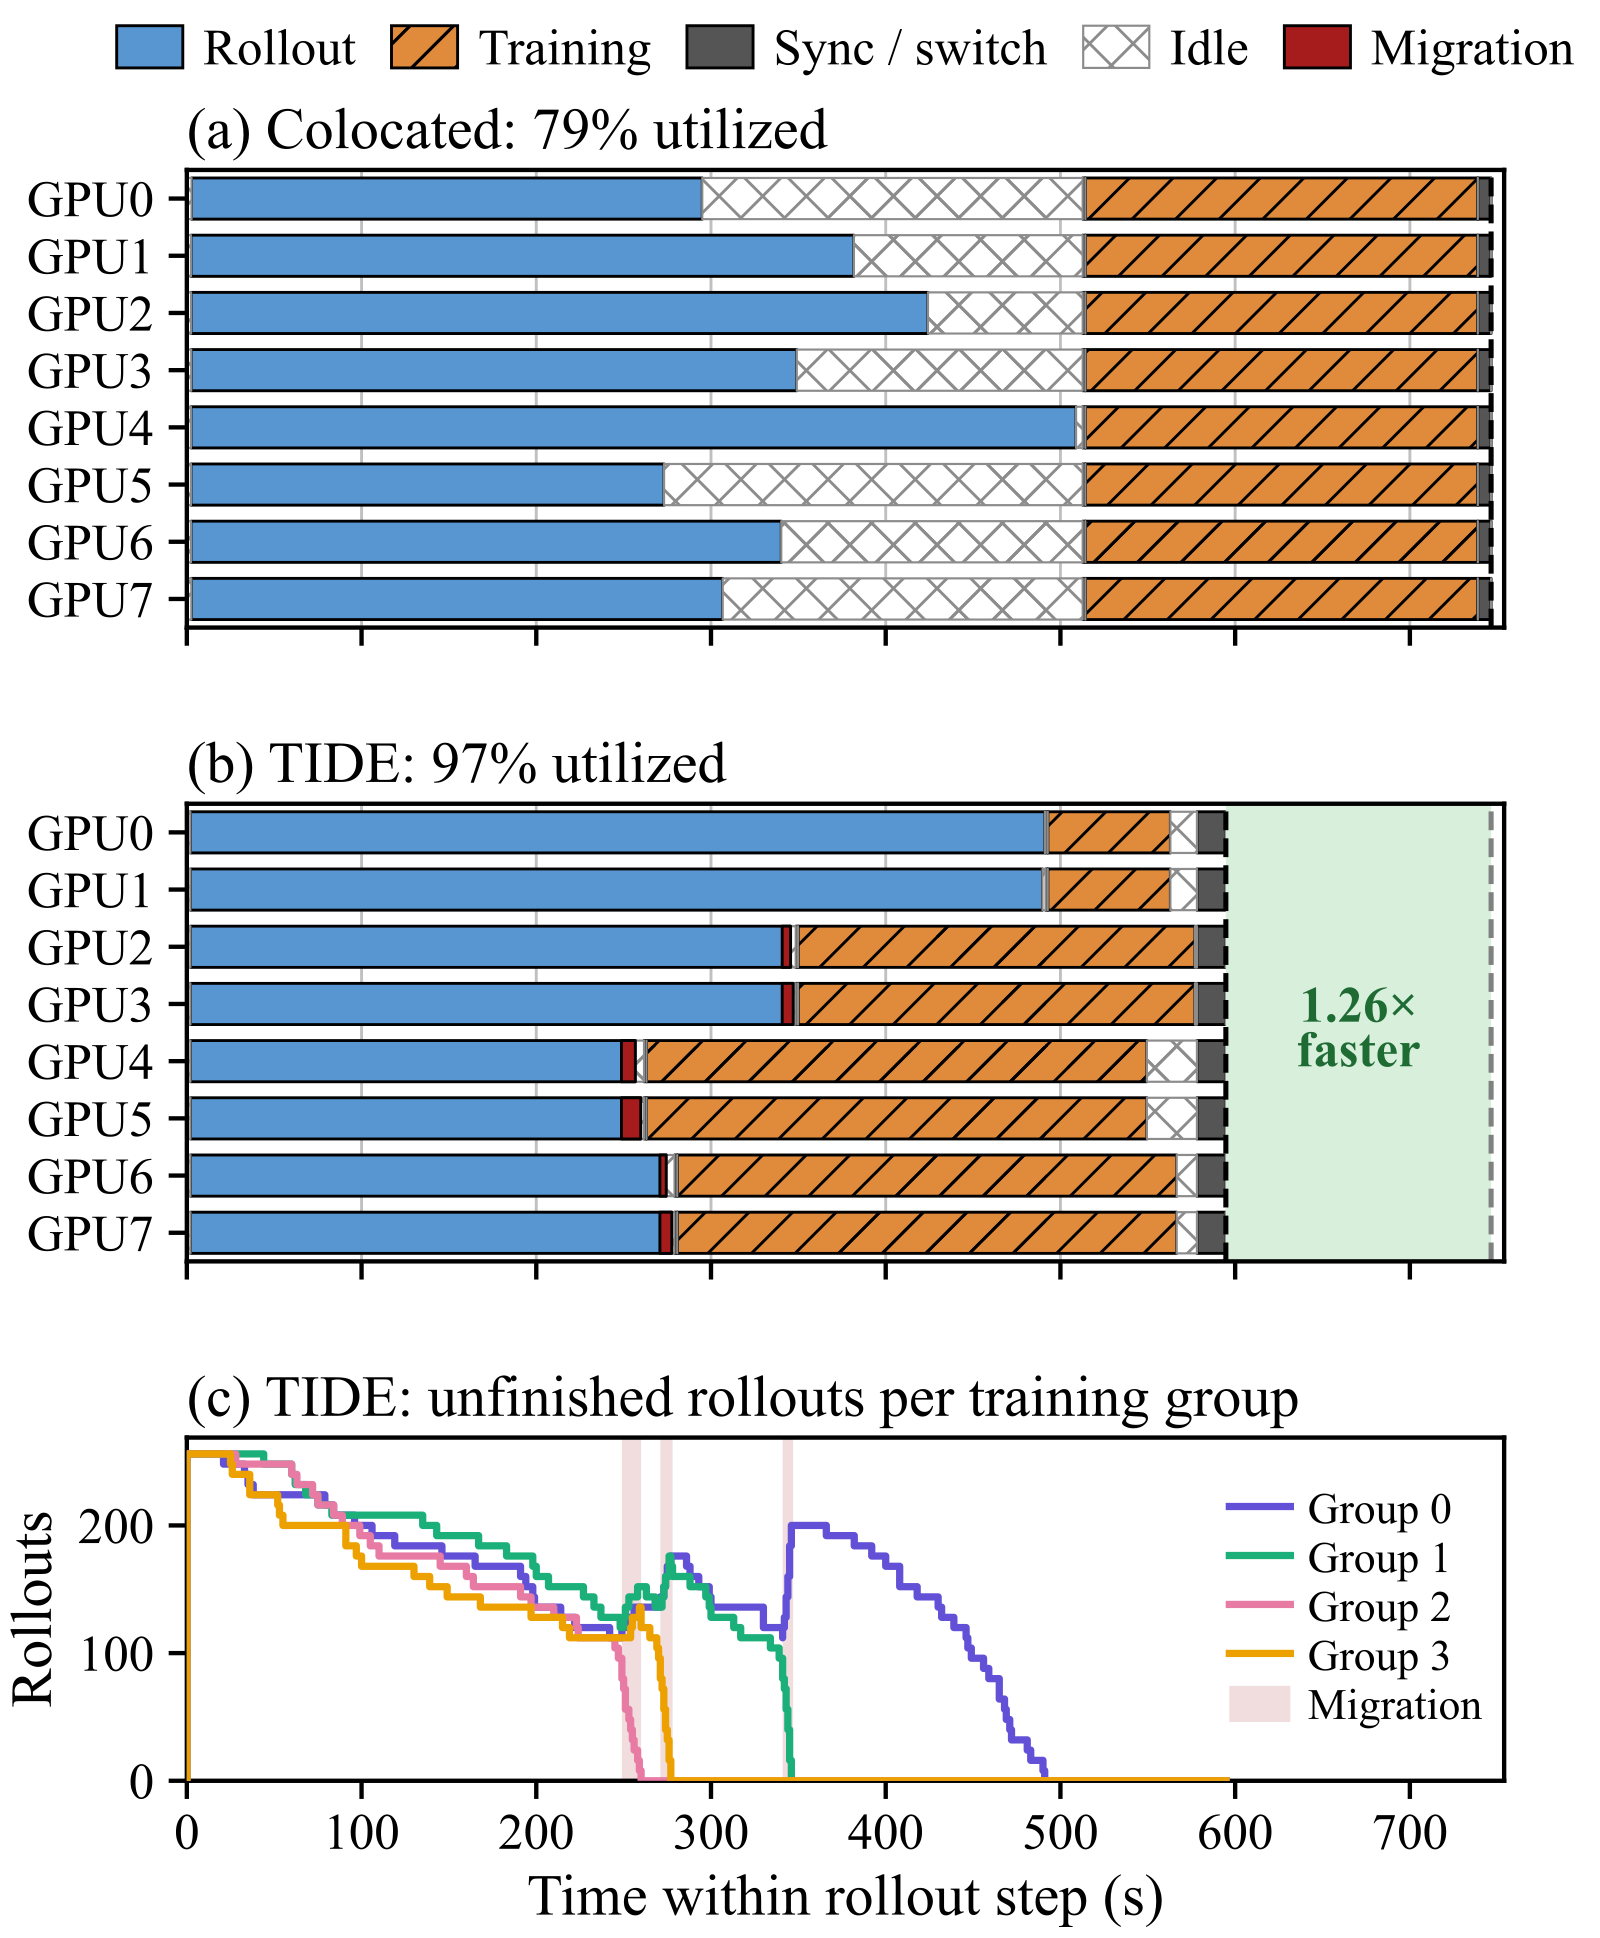 Rollout Training Sync / switch Idle Migration
(a) Colocated: 79% utilized
GPU0
GPU1
GPU2
GPU3
GPU4
GPU5
GPU6
GPU7
(b) TIDE: 97% utilized
GPU0
GPU1
GPU2
GPU3
GPU4
GPU5
GPU6
GPU7
1.26×
faster
(c) TIDE: unfinished rollouts per training group
Rollouts
200
100
0
Group 0
Group 1
Group 2
Group 3
Migration
0 100 200 300 400 500 600 700
Time within rollout step (s)